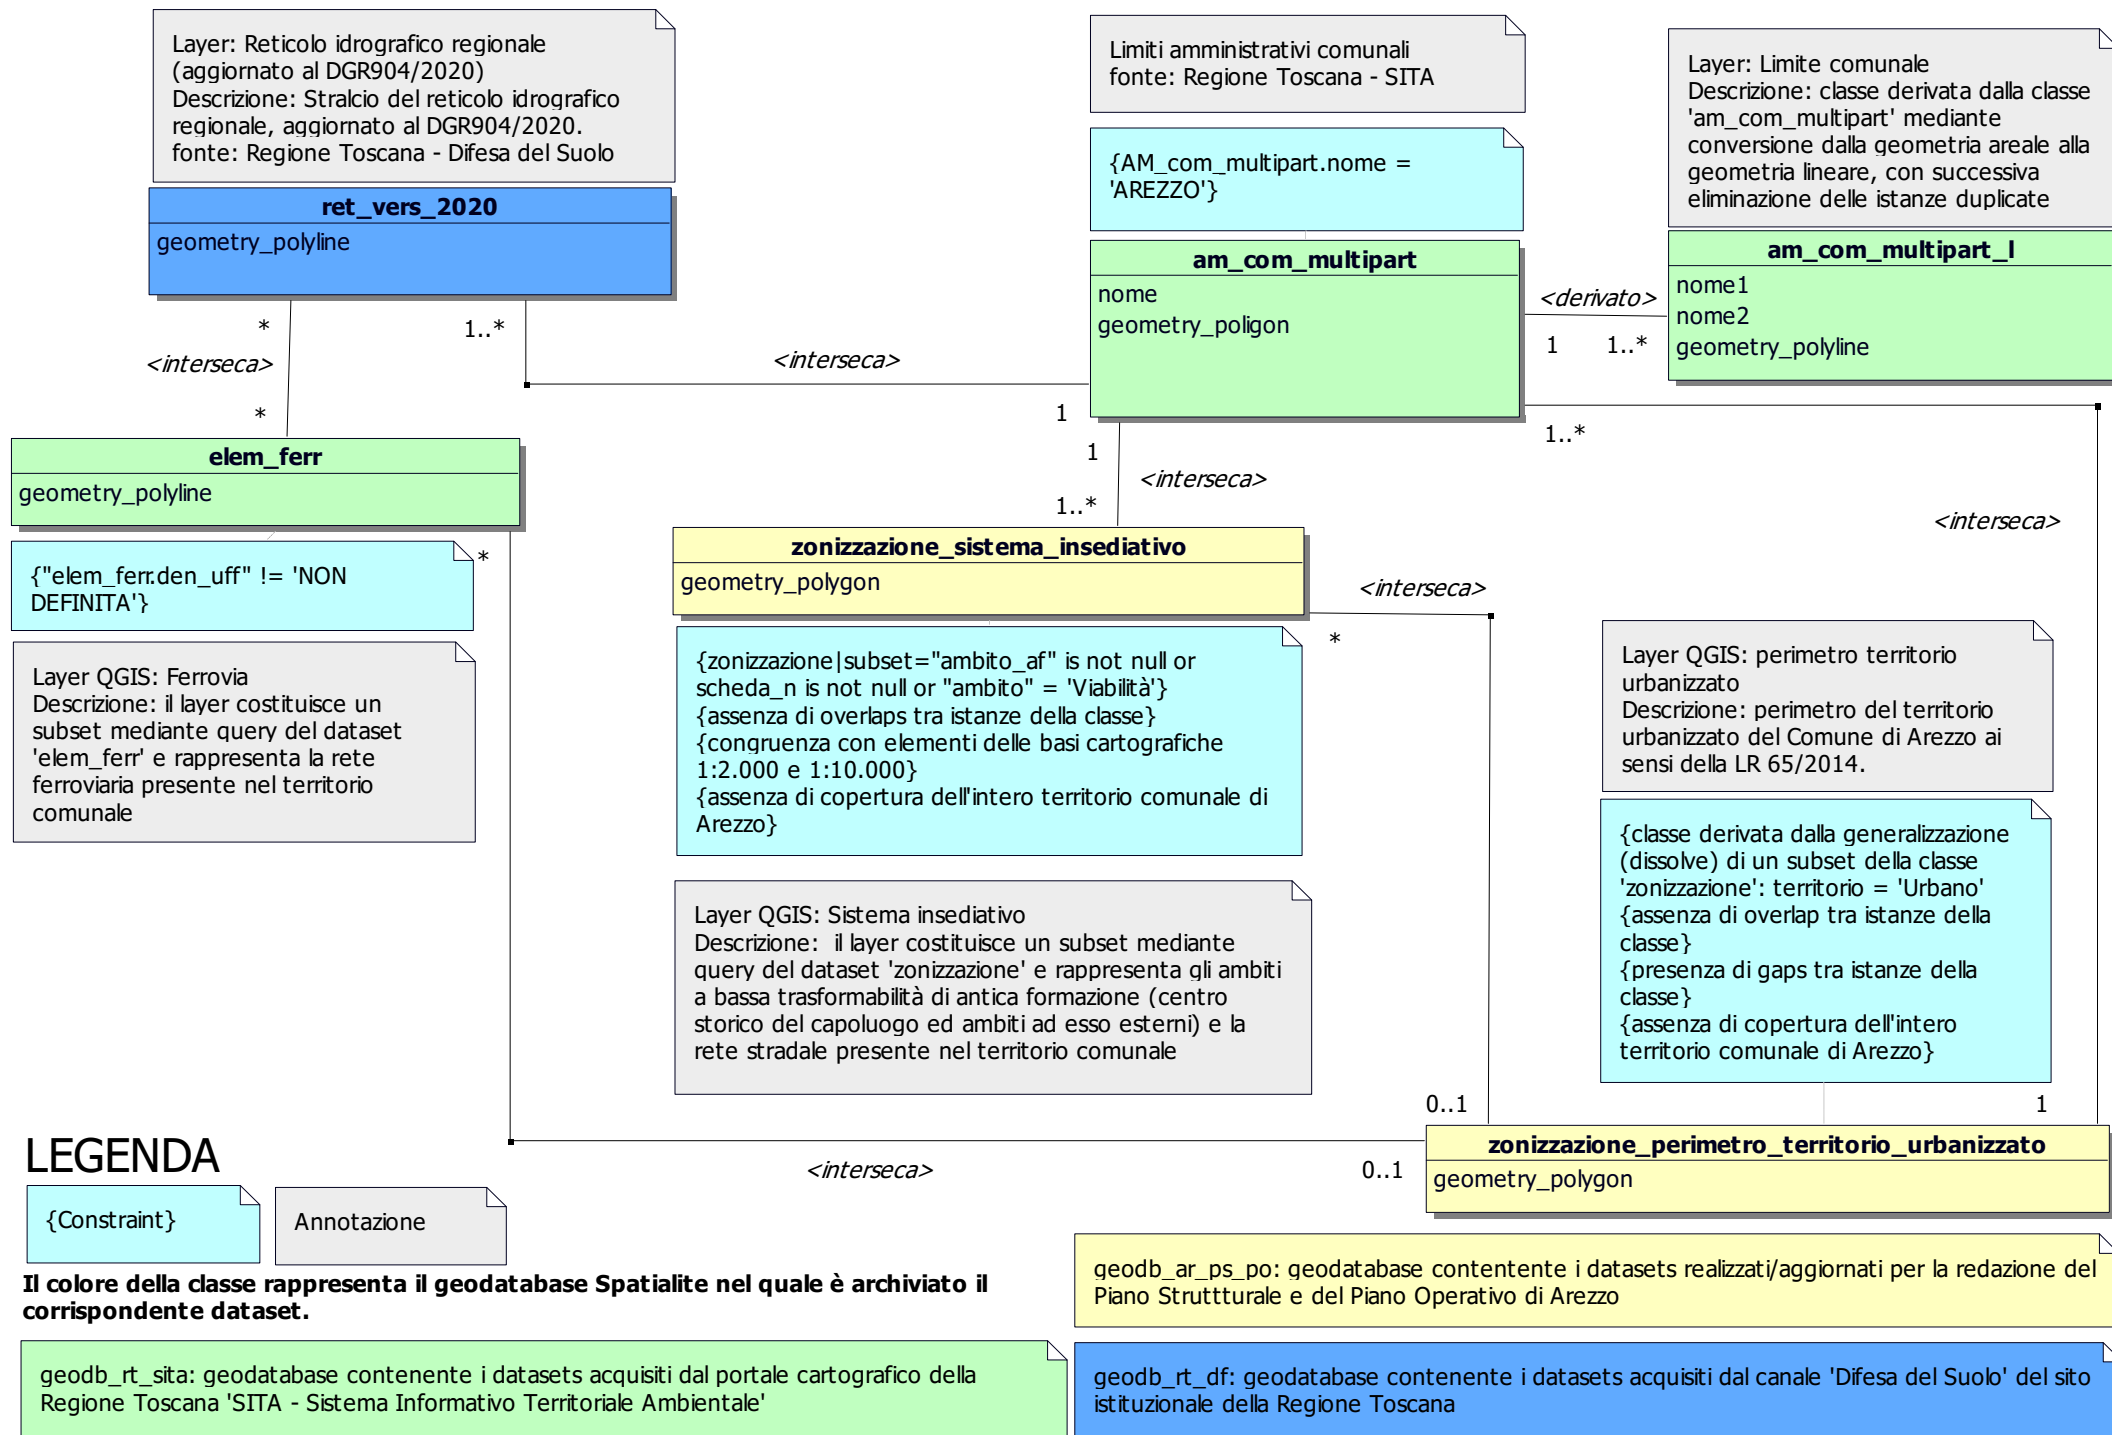 Layer: Reticolo idrografico regionale
(aggiornato al DGR904/2020)
Descrizione: Stralcio del reticolo idrografico
regionale, aggiornato al DGR904/2020.
fonte: Regione Toscana - Difesa del Suolo
ret_vers_2020
geometry_polyline
Limiti amministrativi comunali
fonte: Regione Toscana - SITA
{AM_com_multipart.nome =
'AREZZO'}
am_com_multipart
nome
geometry_poligon
Layer: Limite comunale
Descrizione: classe derivata dalla classe
'am_com_multipart' mediante
conversione dalla geometria areale alla
geometria lineare, con successiva
eliminazione delle istanze duplicate
am_com_multipart_l
nome1
nome2
geometry_polyline
<derivato>
1
1..*
*
1..*
<interseca>
<interseca>
*
1
1
1..*
<interseca>
1..*
<interseca>
elem_ferr
geometry_polyline
*
{"elem_ferr.den_uff" != 'NON
DEFINITA'}
Layer QGIS: Ferrovia
Descrizione: il layer costituisce un
subset mediante query del dataset
'elem_ferr' e rappresenta la rete
ferroviaria presente nel territorio
comunale
zonizzazione_sistema_insediativo
geometry_polygon
<interseca>
*
{zonizzazione|subset="ambito_af" is not null or
scheda_n is not null or "ambito" = 'Viabilità'}
{assenza di overlaps tra istanze della classe}
{congruenza con elementi delle basi cartografiche
1:2.000 e 1:10.000}
{assenza di copertura dell'intero territorio comunale di
Arezzo}
Layer QGIS: Sistema insediativo
Descrizione:  il layer costituisce un subset mediante
query del dataset 'zonizzazione' e rappresenta gli ambiti
a bassa trasformabilità di antica formazione (centro
storico del capoluogo ed ambiti ad esso esterni) e la
rete stradale presente nel territorio comunale
Layer QGIS: perimetro territorio
urbanizzato
Descrizione: perimetro del territorio
urbanizzato del Comune di Arezzo ai
sensi della LR 65/2014.
{classe derivata dalla generalizzazione
(dissolve) di un subset della classe
'zonizzazione': territorio = 'Urbano'
{assenza di overlap tra istanze della
classe}
{presenza di gaps tra istanze della
classe}
{assenza di copertura dell'intero
territorio comunale di Arezzo}
0..1
1
zonizzazione_perimetro_territorio_urbanizzato
geometry_polygon
<interseca>
0..1
LEGENDA
{Constraint}
Annotazione
Il colore della classe rappresenta il geodatabase Spatialite nel quale è archiviato il
corrispondente dataset.
geodb_ar_ps_po: geodatabase contentente i datasets realizzati/aggiornati per la redazione del
Piano Struttturale e del Piano Operativo di Arezzo
geodb_rt_sita: geodatabase contenente i datasets acquisiti dal portale cartografico della
Regione Toscana 'SITA - Sistema Informativo Territoriale Ambientale'
geodb_rt_df: geodatabase contenente i datasets acquisiti dal canale 'Difesa del Suolo' del sito
istituzionale della Regione Toscana